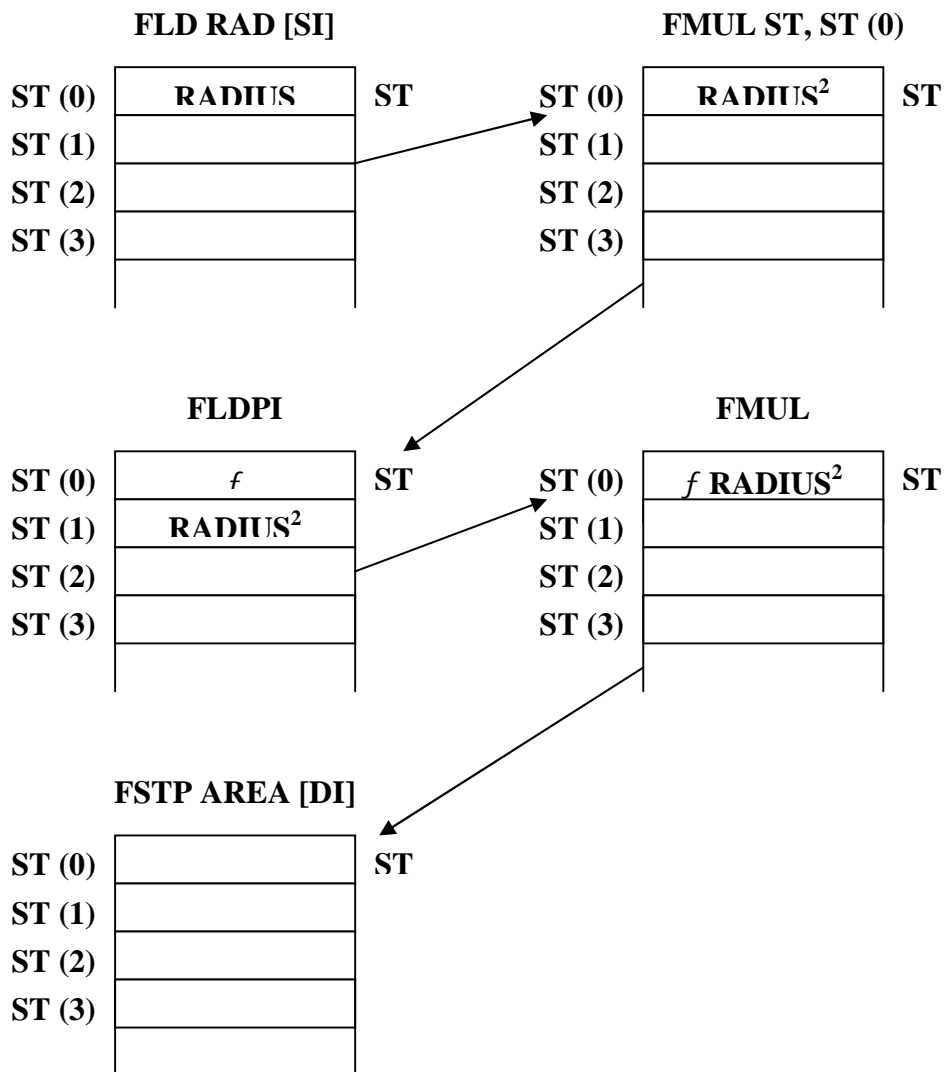 FLD RAD [SI]
FMUL ST, ST (0)
ST (0) RADIUS ST
ST (1)
ST (2)
ST (3)
ST (0) RADIUS² ST
ST (1)
ST (2)
ST (3)
FLDPI
FMUL
ST (0) ƒ ST
ST (1) RADIUS²
ST (2)
ST (3)
ST (0) ƒ RADIUS² ST
ST (1)
ST (2)
ST (3)
FSTP AREA [DI]
ST (0) ST
ST (1)
ST (2)
ST (3)